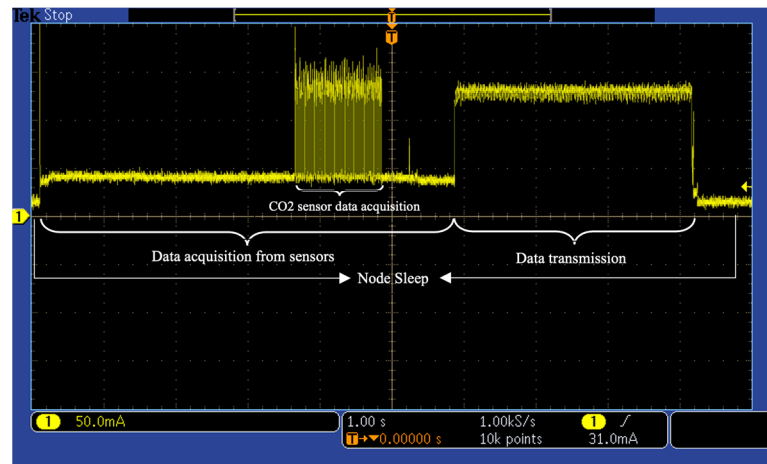 Tek Stop
T
T
CO2 sensor data acquisition
1
Data acquisition from sensors
Data transmission
Node Sleep
1 50.0mA
1.00 s 1.00kS/s 1
T→▼0.00000 s 10k points 31.0mA